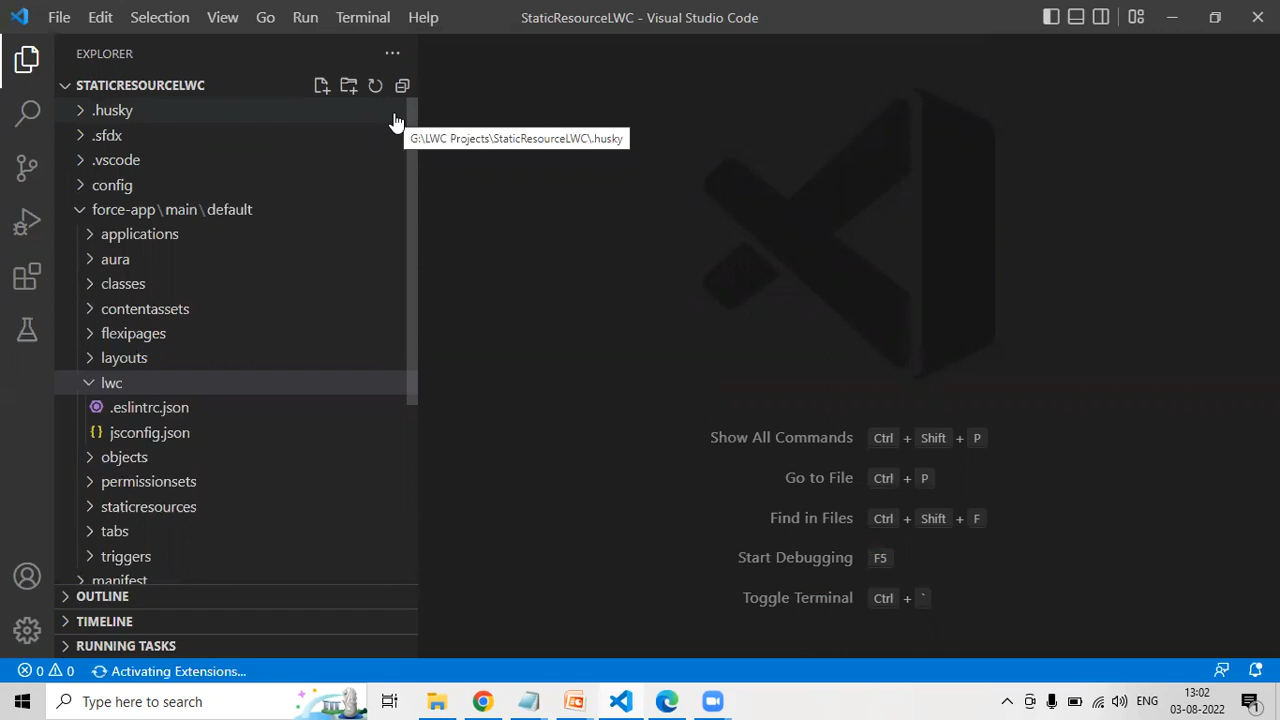 File Edit Selection View Go Run Terminal Help
StaticResourceLWC - Visual Studio Code
EXPLORER
STATICRESOURCELWC
.husky
G:\LWC Projects\StaticResourceLWC\.husky
.sfdx
.vscode
config
force-app\main\default
applications
aura
classes
contentassets
flexipages
layouts
lwc
.eslintrc.json
jsconfig.json
objects
permissionsets
staticresources
tabs
triggers
manifest
OUTLINE
TIMELINE
RUNNING TASKS
Show All Commands Ctrl + Shift + P
Go to File Ctrl + P
Find in Files Ctrl + Shift + F
Start Debugging F5
Toggle Terminal Ctrl + `
0 0 Activating Extensions...
Type here to search
ENG
13:02
03-08-2022
1